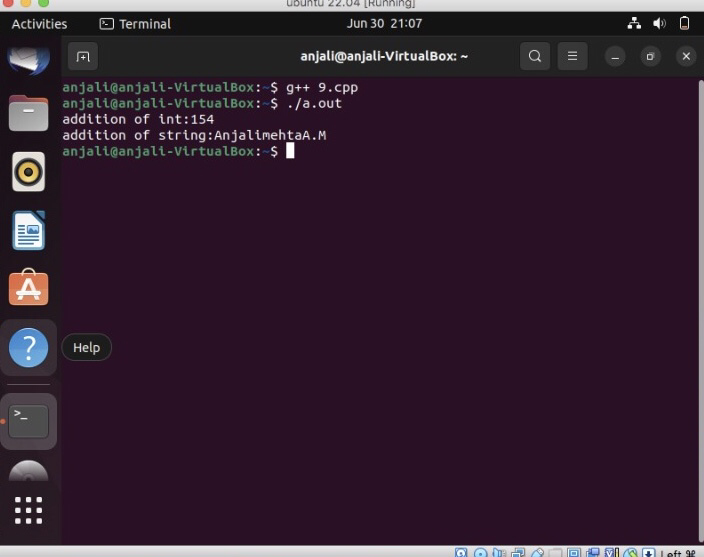 ubuntu 22.04 [Running]
Activities
Terminal
Jun 30 21:07
anjali@anjali-VirtualBox: ~
anjali@anjali-VirtualBox:~$ g++ 9.cpp
anjali@anjali-VirtualBox:~$ ./a.out
addition of int:154
addition of string:AnjalimehtaA.M
anjali@anjali-VirtualBox:~$
Help
Left ⌘